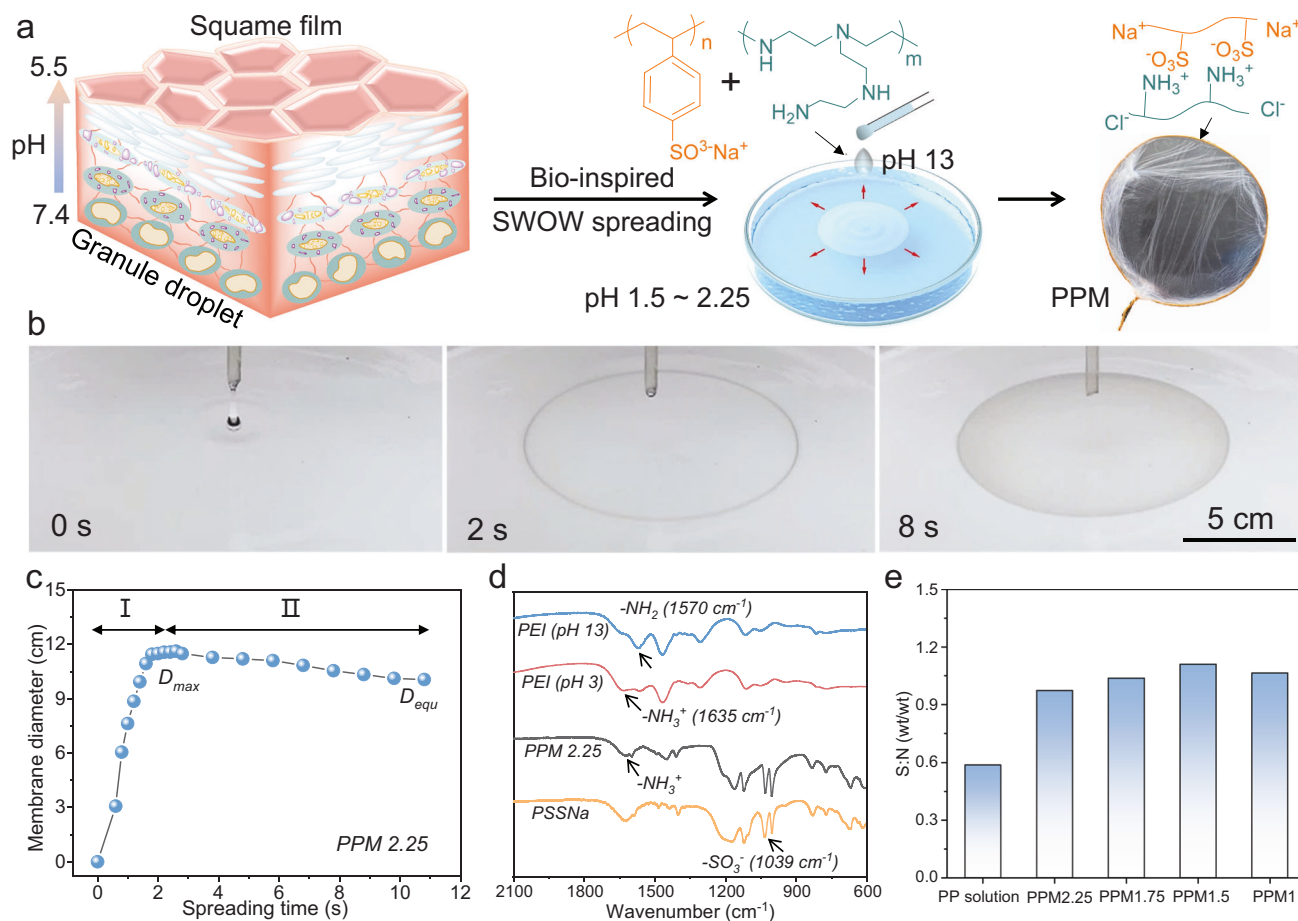 a
Squame film
5.5
pH
7.4
Granule droplet
n
+
SO³-Na⁺
N
H
N
m
NH
H₂N
Bio-inspired
SWOW spreading
pH 13
pH 1.5 ~ 2.25
Na⁺
Na⁺
⁻O₃S
⁻O₃S
NH₃⁺
NH₃⁺
Cl⁻
Cl⁻
PPM
b
0 s
2 s
8 s
5 cm
c
Membrane diameter (cm)
15
12
9
6
3
0
I
II
Dmax
Dequ
PPM 2.25
0 2 4 6 8 10 12
Spreading time (s)
d
-NH₂ (1570 cm⁻¹)
PEI (pH 13)
PEI (pH 3)
-NH₃⁺ (1635 cm⁻¹)
PPM 2.25
-NH₃⁺
PSSNa
-SO₃⁻ (1039 cm⁻¹)
2100 1800 1500 1200 900 600
Wavenumber (cm⁻¹)
e
S:N (wt/wt)
1.5
1.2
0.9
0.6
0.3
0.0
PP solution PPM2.25 PPM1.75 PPM1.5 PPM1